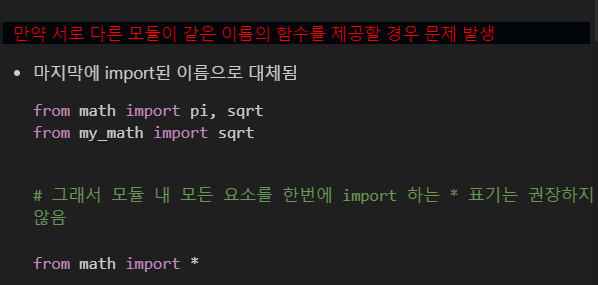 만약 서로 다른 모듈이 같은 이름의 함수를 제공할 경우 문제 발생
• 마지막에 import된 이름으로 대체됨
from math import pi, sqrt
from my_math import sqrt
# 그래서 모듈 내 모든 요소를 한번에 import 하는 * 표기는 권장하지
않음
from math import *